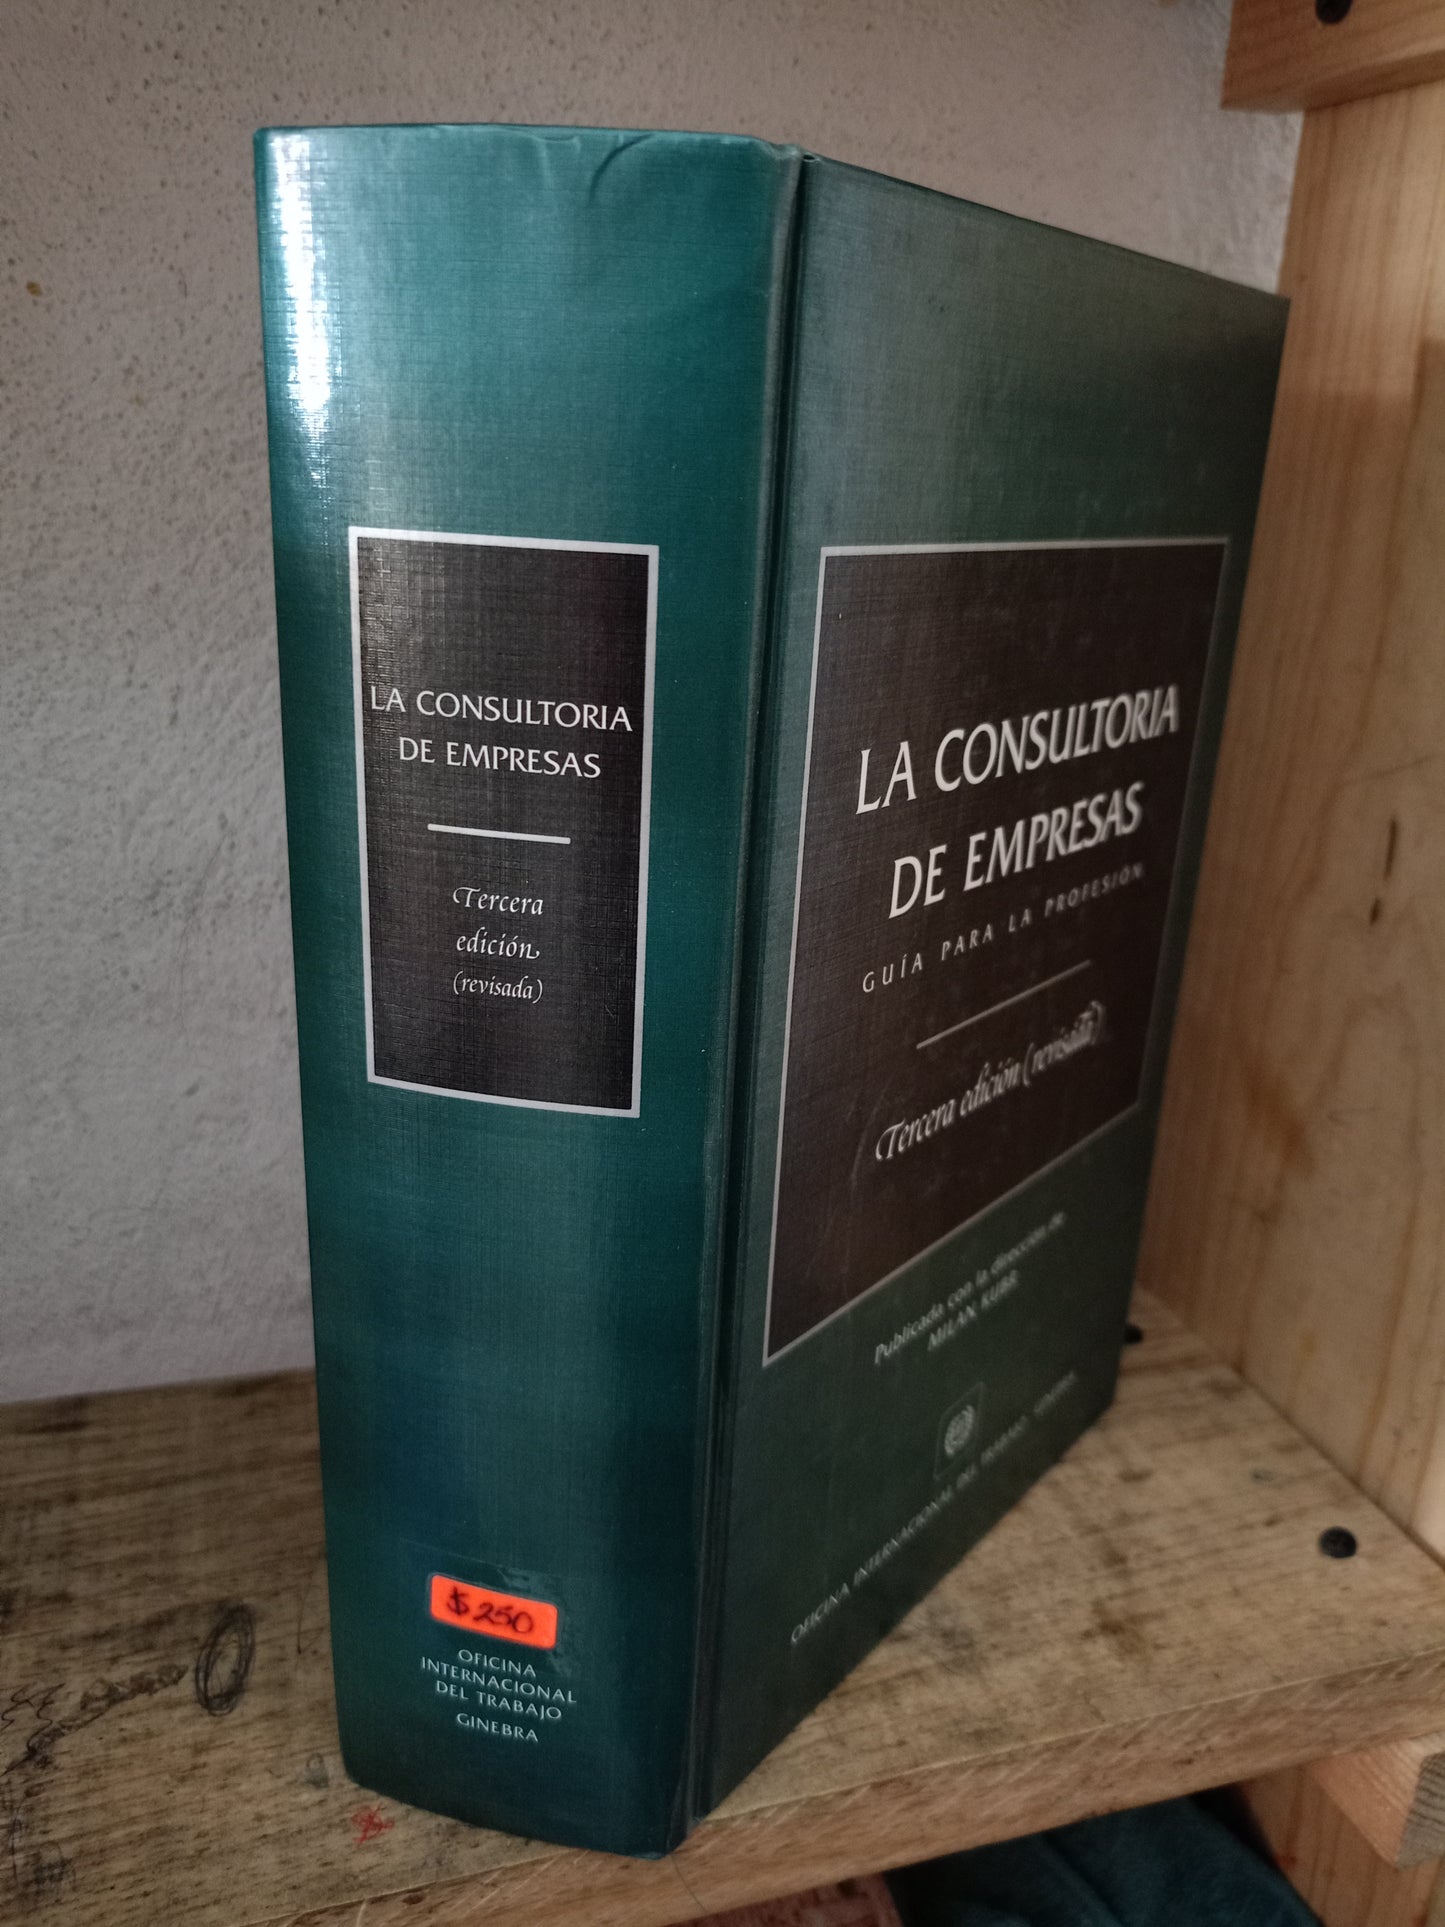 LA CONSULTORIA
DE EMPRESAS
Tercera
edición
(revisada)
$250
OFICINA
INTERNACIONAL
DEL TRABAJO
GINEBRA
LA CONSULTORIA
DE EMPRESAS
GUÍA PARA LA PROFESIÓN
Tercera edición (revisada)
Publicada con la dirección de
MILAN KUBR
OFICINA INTERNACIONAL DEL TRABAJO GINEBRA